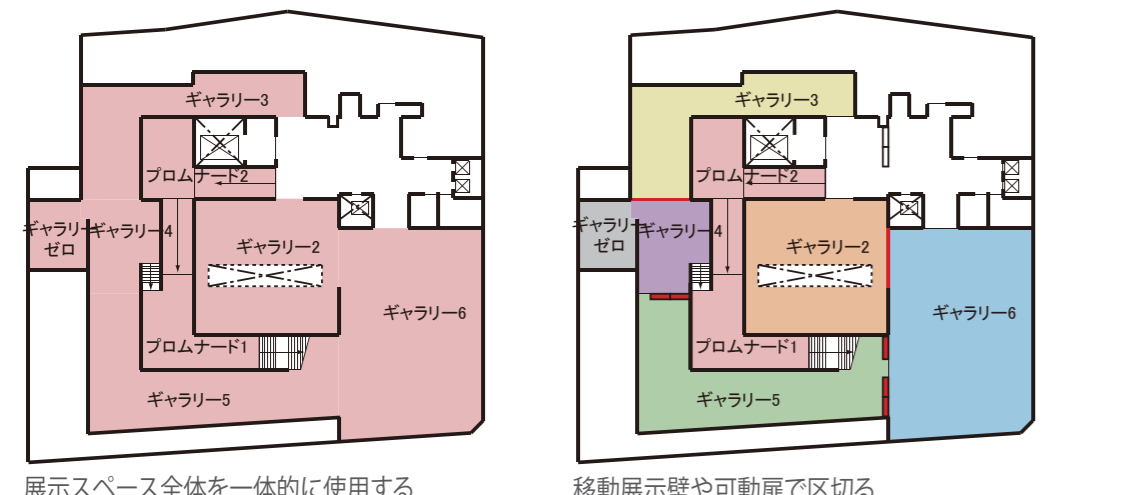 ギャラリー3
プロムナード2
ギャラリー
ゼロ
ギャラリー4
ギャラリー2
ギャラリー6
プロムナード1
ギャラリー5
展示スペース全体を一体的に使用する
ギャラリー3
プロムナード2
ギャラリー
ゼロ
ギャラリー4
ギャラリー2
ギャラリー6
プロムナード1
ギャラリー5
移動展示壁や可動扉で区切る